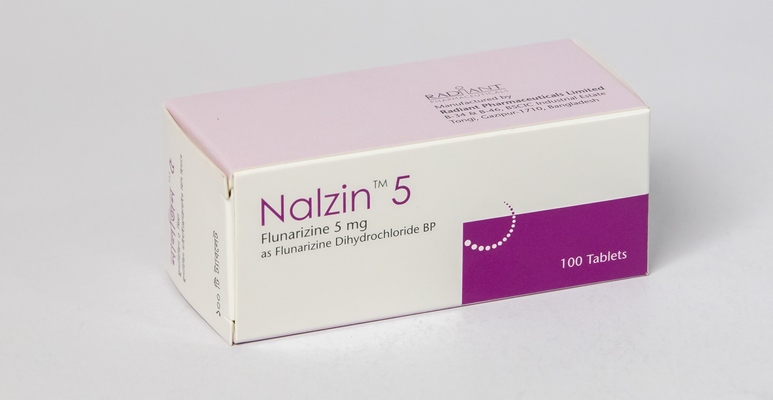 RADIANT
Manufactured by
Radiant Pharmaceuticals Limited
B-34 & B-46, BSCIC Industrial Estate
Tongi, Gazipur-1710, Bangladesh
Nalzin™ 5
Flunarizine 5 mg
as Flunarizine Dihydrochloride BP
100 Tablets